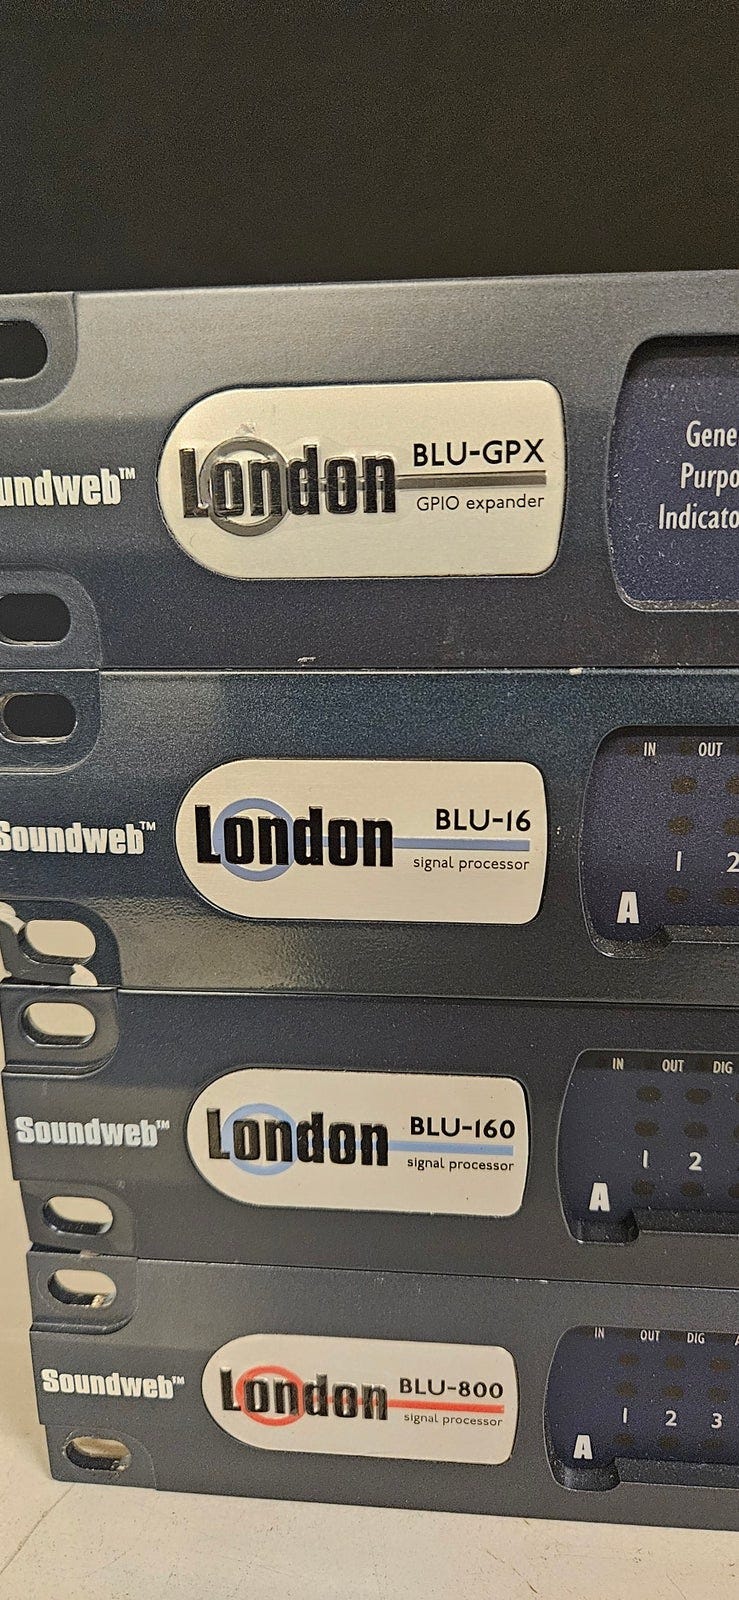 undweb™
London
BLU-GPX
GPIO expander
Gene
Purpo
Indicato
Soundweb™
London
BLU-16
signal processor
IN OUT
1 2
A
Soundweb™
London
BLU-160
signal processor
IN OUT DIG
1 2
A
Soundweb™
London
BLU-800
signal processor
IN OUT DIG
1 2 3
A